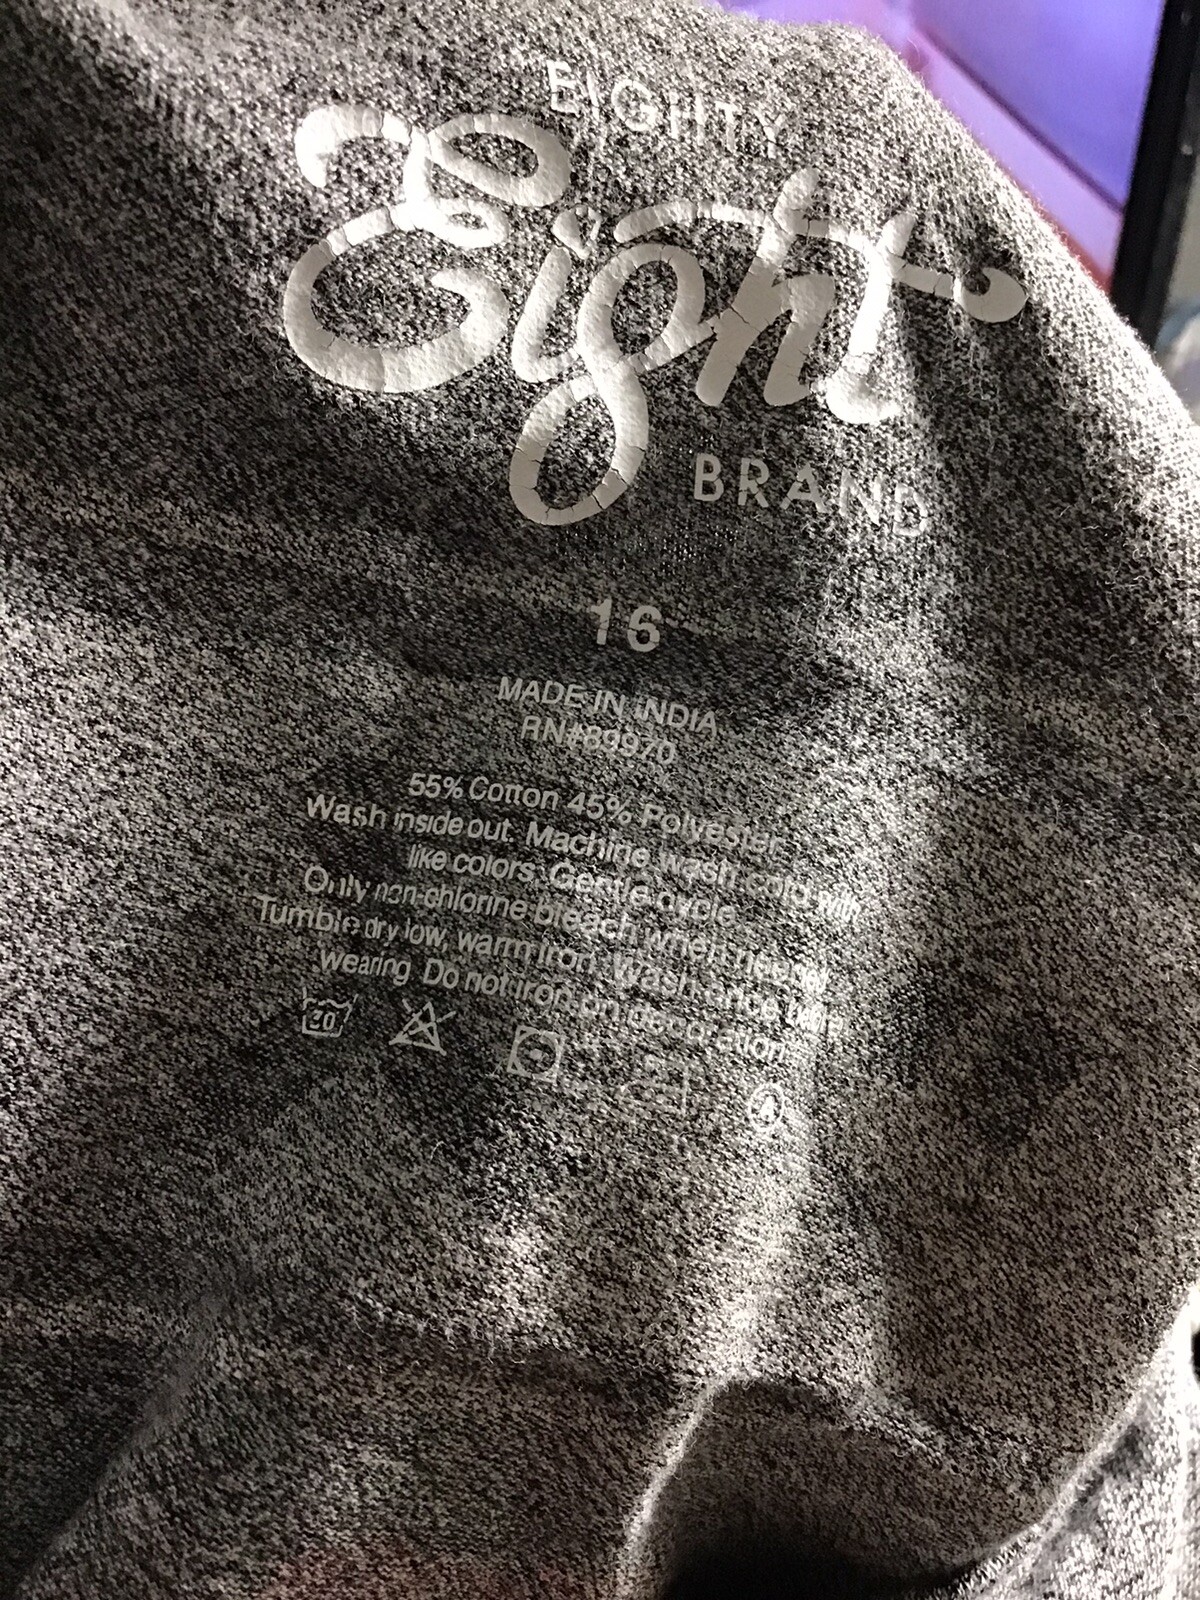 EIGHTY
Eight
BRAND
16
MADE IN INDIA
RN#89970
55% Cotton 45% Polyester
Wash inside out. Machine wash cold with
like colors. Gentle cycle.
Only non-chlorine bleach when needed
Tumble dry low, warm iron. Wash once before
wearing. Do not iron on decoration
30
4